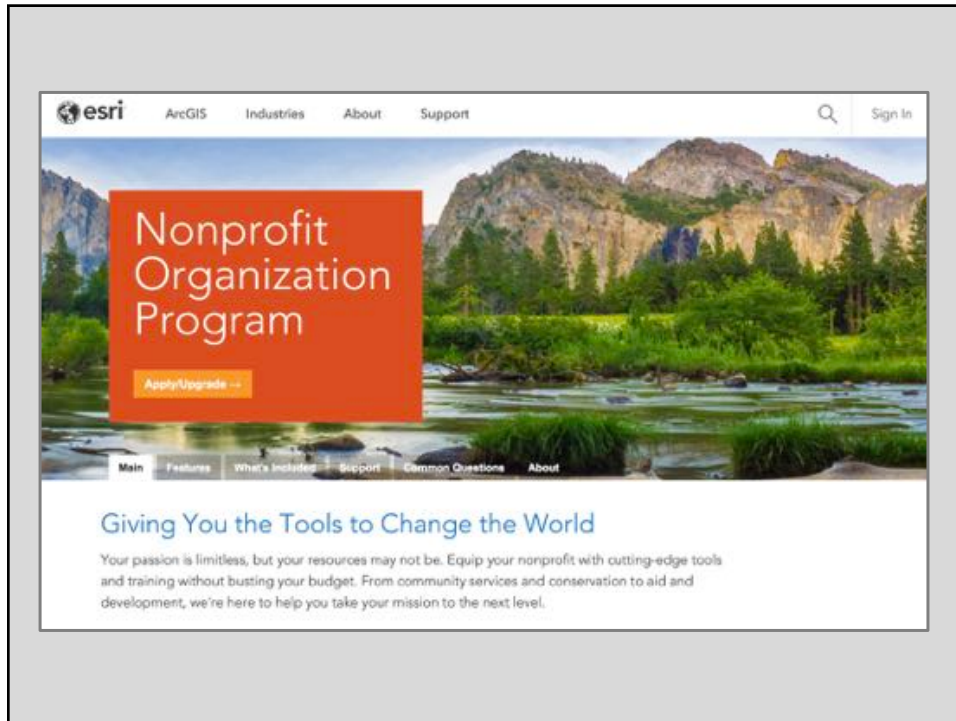 esri ArcGIS Industries About Support Sign In
Nonprofit
Organization
Program
Apply/Upgrade →
Main Features What's Included Support Common Questions About
Giving You the Tools to Change the World
Your passion is limitless, but your resources may not be. Equip your nonprofit with cutting-edge tools
and training without busting your budget. From community services and conservation to aid and
development, we're here to help you take your mission to the next level.